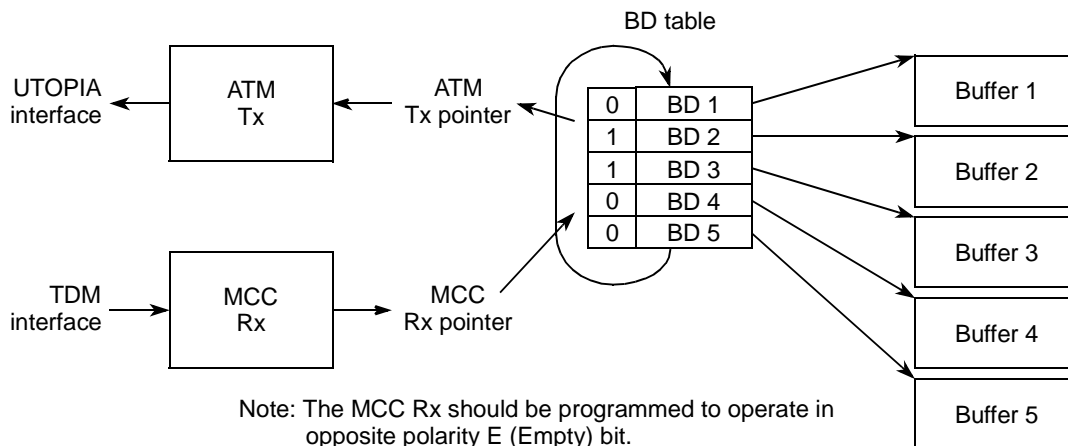 BD table
UTOPIA
interface
ATM
Tx
ATM
Tx pointer
0 BD 1
1 BD 2
1 BD 3
0 BD 4
0 BD 5
Buffer 1
Buffer 2
Buffer 3
Buffer 4
Buffer 5
TDM
interface
MCC
Rx
MCC
Rx pointer
Note: The MCC Rx should be programmed to operate in
opposite polarity E (Empty) bit.